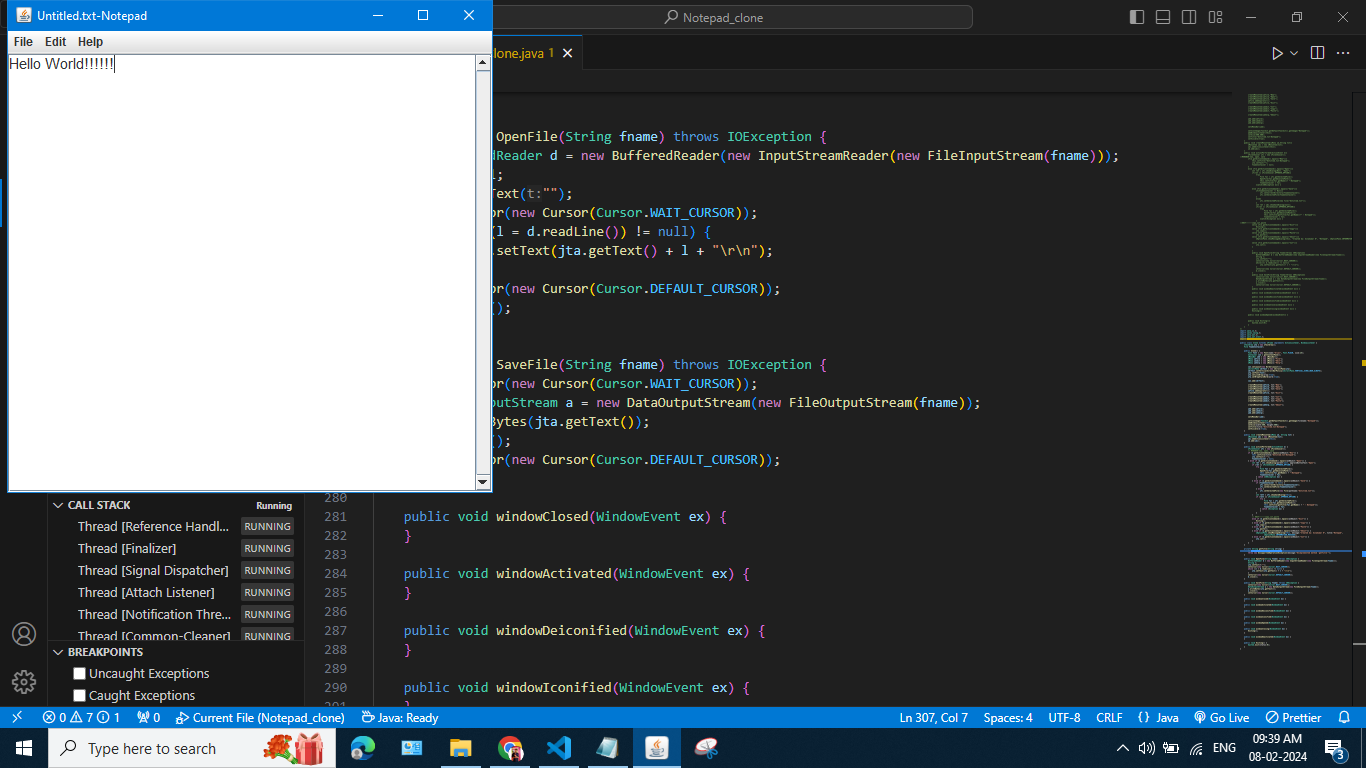 Untitled.txt-Notepad
File Edit Help
Hello World!!!!!!
Notepad_clone
lone.java 1
OpenFile(String fname) throws IOException {
dReader d = new BufferedReader(new InputStreamReader(new FileInputStream(fname)));
l;
Text(t:"");
or(new Cursor(Cursor.WAIT_CURSOR));
(l = d.readLine()) != null) {
.setText(jta.getText() + l + "\r\n");
or(new Cursor(Cursor.DEFAULT_CURSOR));
();
SaveFile(String fname) throws IOException {
or(new Cursor(Cursor.WAIT_CURSOR));
putStream a = new DataOutputStream(new FileOutputStream(fname));
Bytes(jta.getText());
();
or(new Cursor(Cursor.DEFAULT_CURSOR));
280
281 public void windowClosed(WindowEvent ex) {
282 }
283
284 public void windowActivated(WindowEvent ex) {
285 }
286
287 public void windowDeiconified(WindowEvent ex) {
288 }
289
290 public void windowIconified(WindowEvent ex) {
291 }
CALL STACK Running
Thread [Reference Handl... RUNNING
Thread [Finalizer] RUNNING
Thread [Signal Dispatcher] RUNNING
Thread [Attach Listener] RUNNING
Thread [Notification Thre... RUNNING
Thread [Common-Cleaner] RUNNING
BREAKPOINTS
Uncaught Exceptions
Caught Exceptions
0 7 1 0 Current File (Notepad_clone) Java: Ready
Ln 307, Col 7 Spaces: 4 UTF-8 CRLF {} Java Go Live Prettier
Type here to search
ENG
09:39 AM
08-02-2024
3